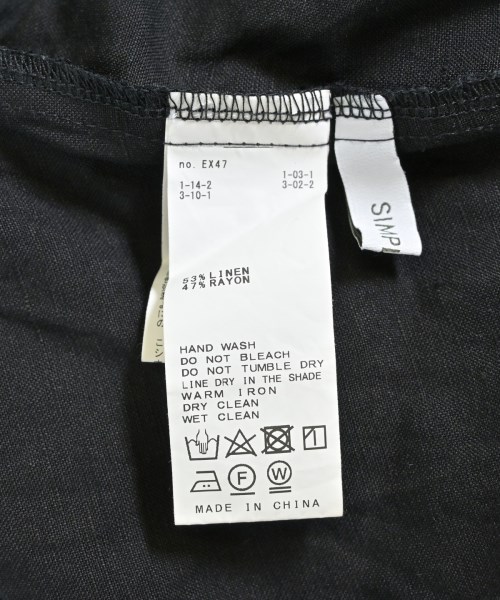 no. EX47
1-14-2 1-03-1
3-10-1 3-02-2
53% LINEN
47% RAYON
HAND WASH
DO NOT BLEACH
DO NOT TUMBLE DRY
LINE DRY IN THE SHADE
WARM IRON
DRY CLEAN
WET CLEAN
F W
MADE IN CHINA
SIMPL